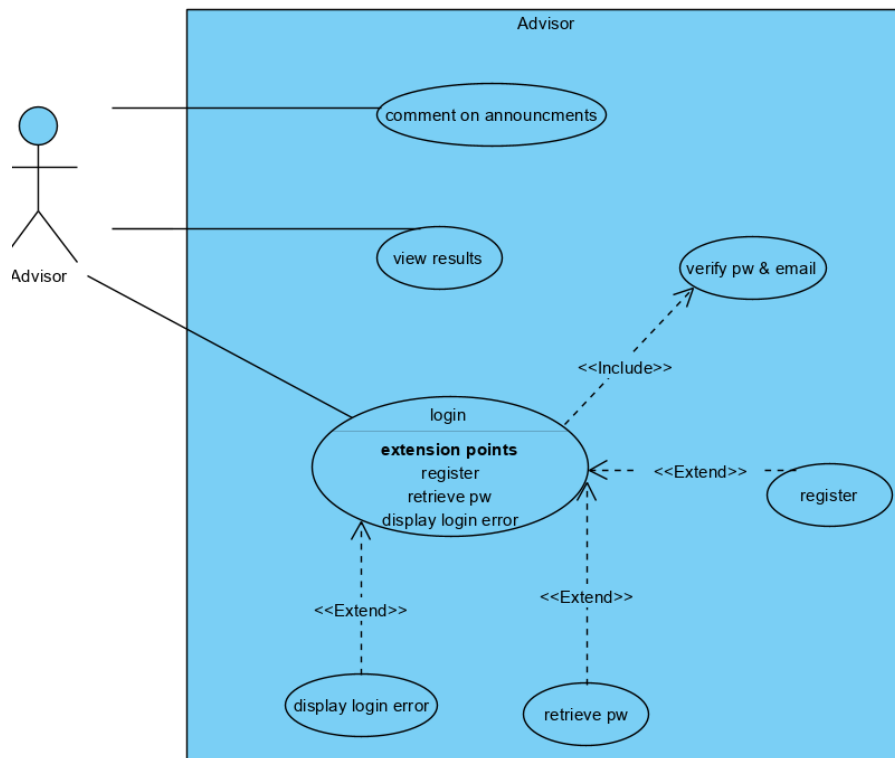 Advisor
comment on announcments
view results
verify pw & email
Advisor
<<Include>>
login
extension points
register
retrieve pw
display login error
<<Extend>>
register
<<Extend>>
<<Extend>>
display login error
retrieve pw